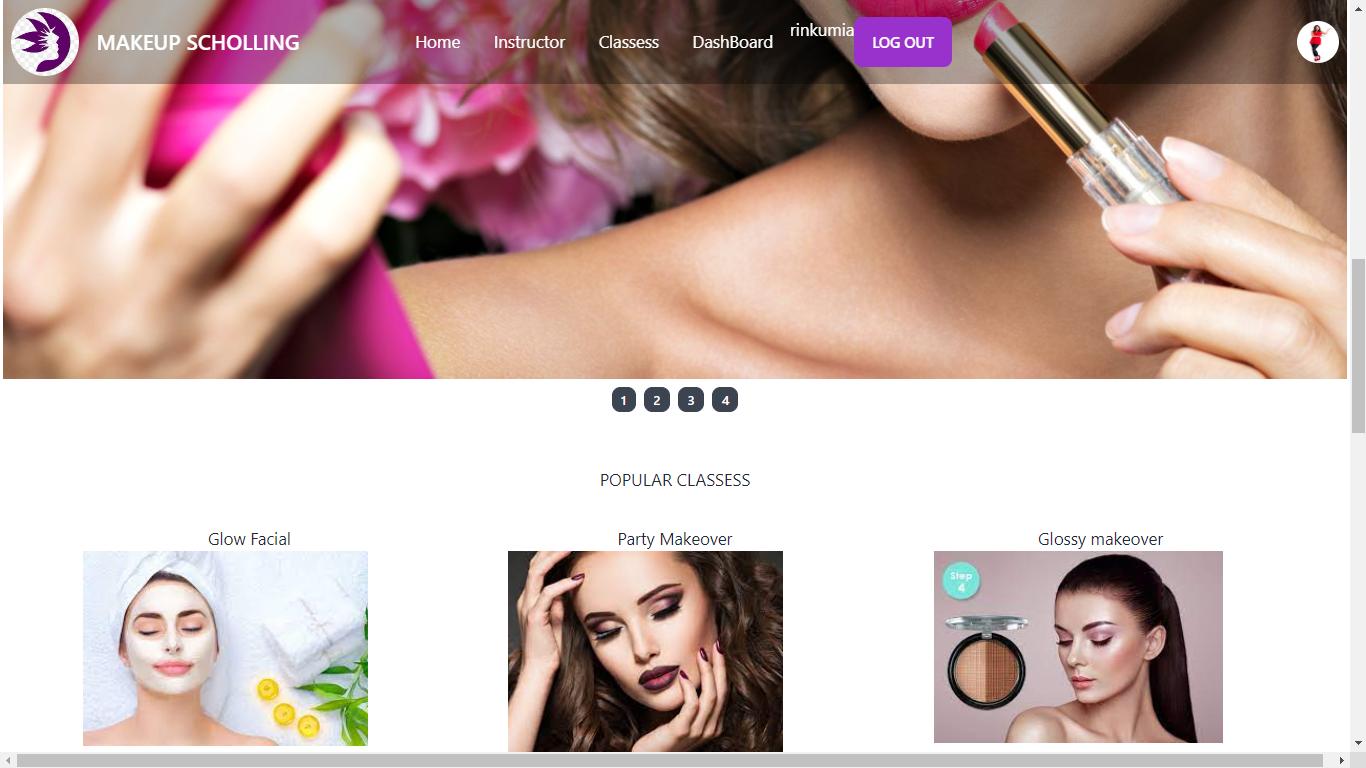 MAKEUP SCHOLLING
Home Instructor Classess DashBoard rinkumia LOG OUT
1 2 3 4
POPULAR CLASSESS
Glow Facial Party Makeover Glossy makeover
Step
4